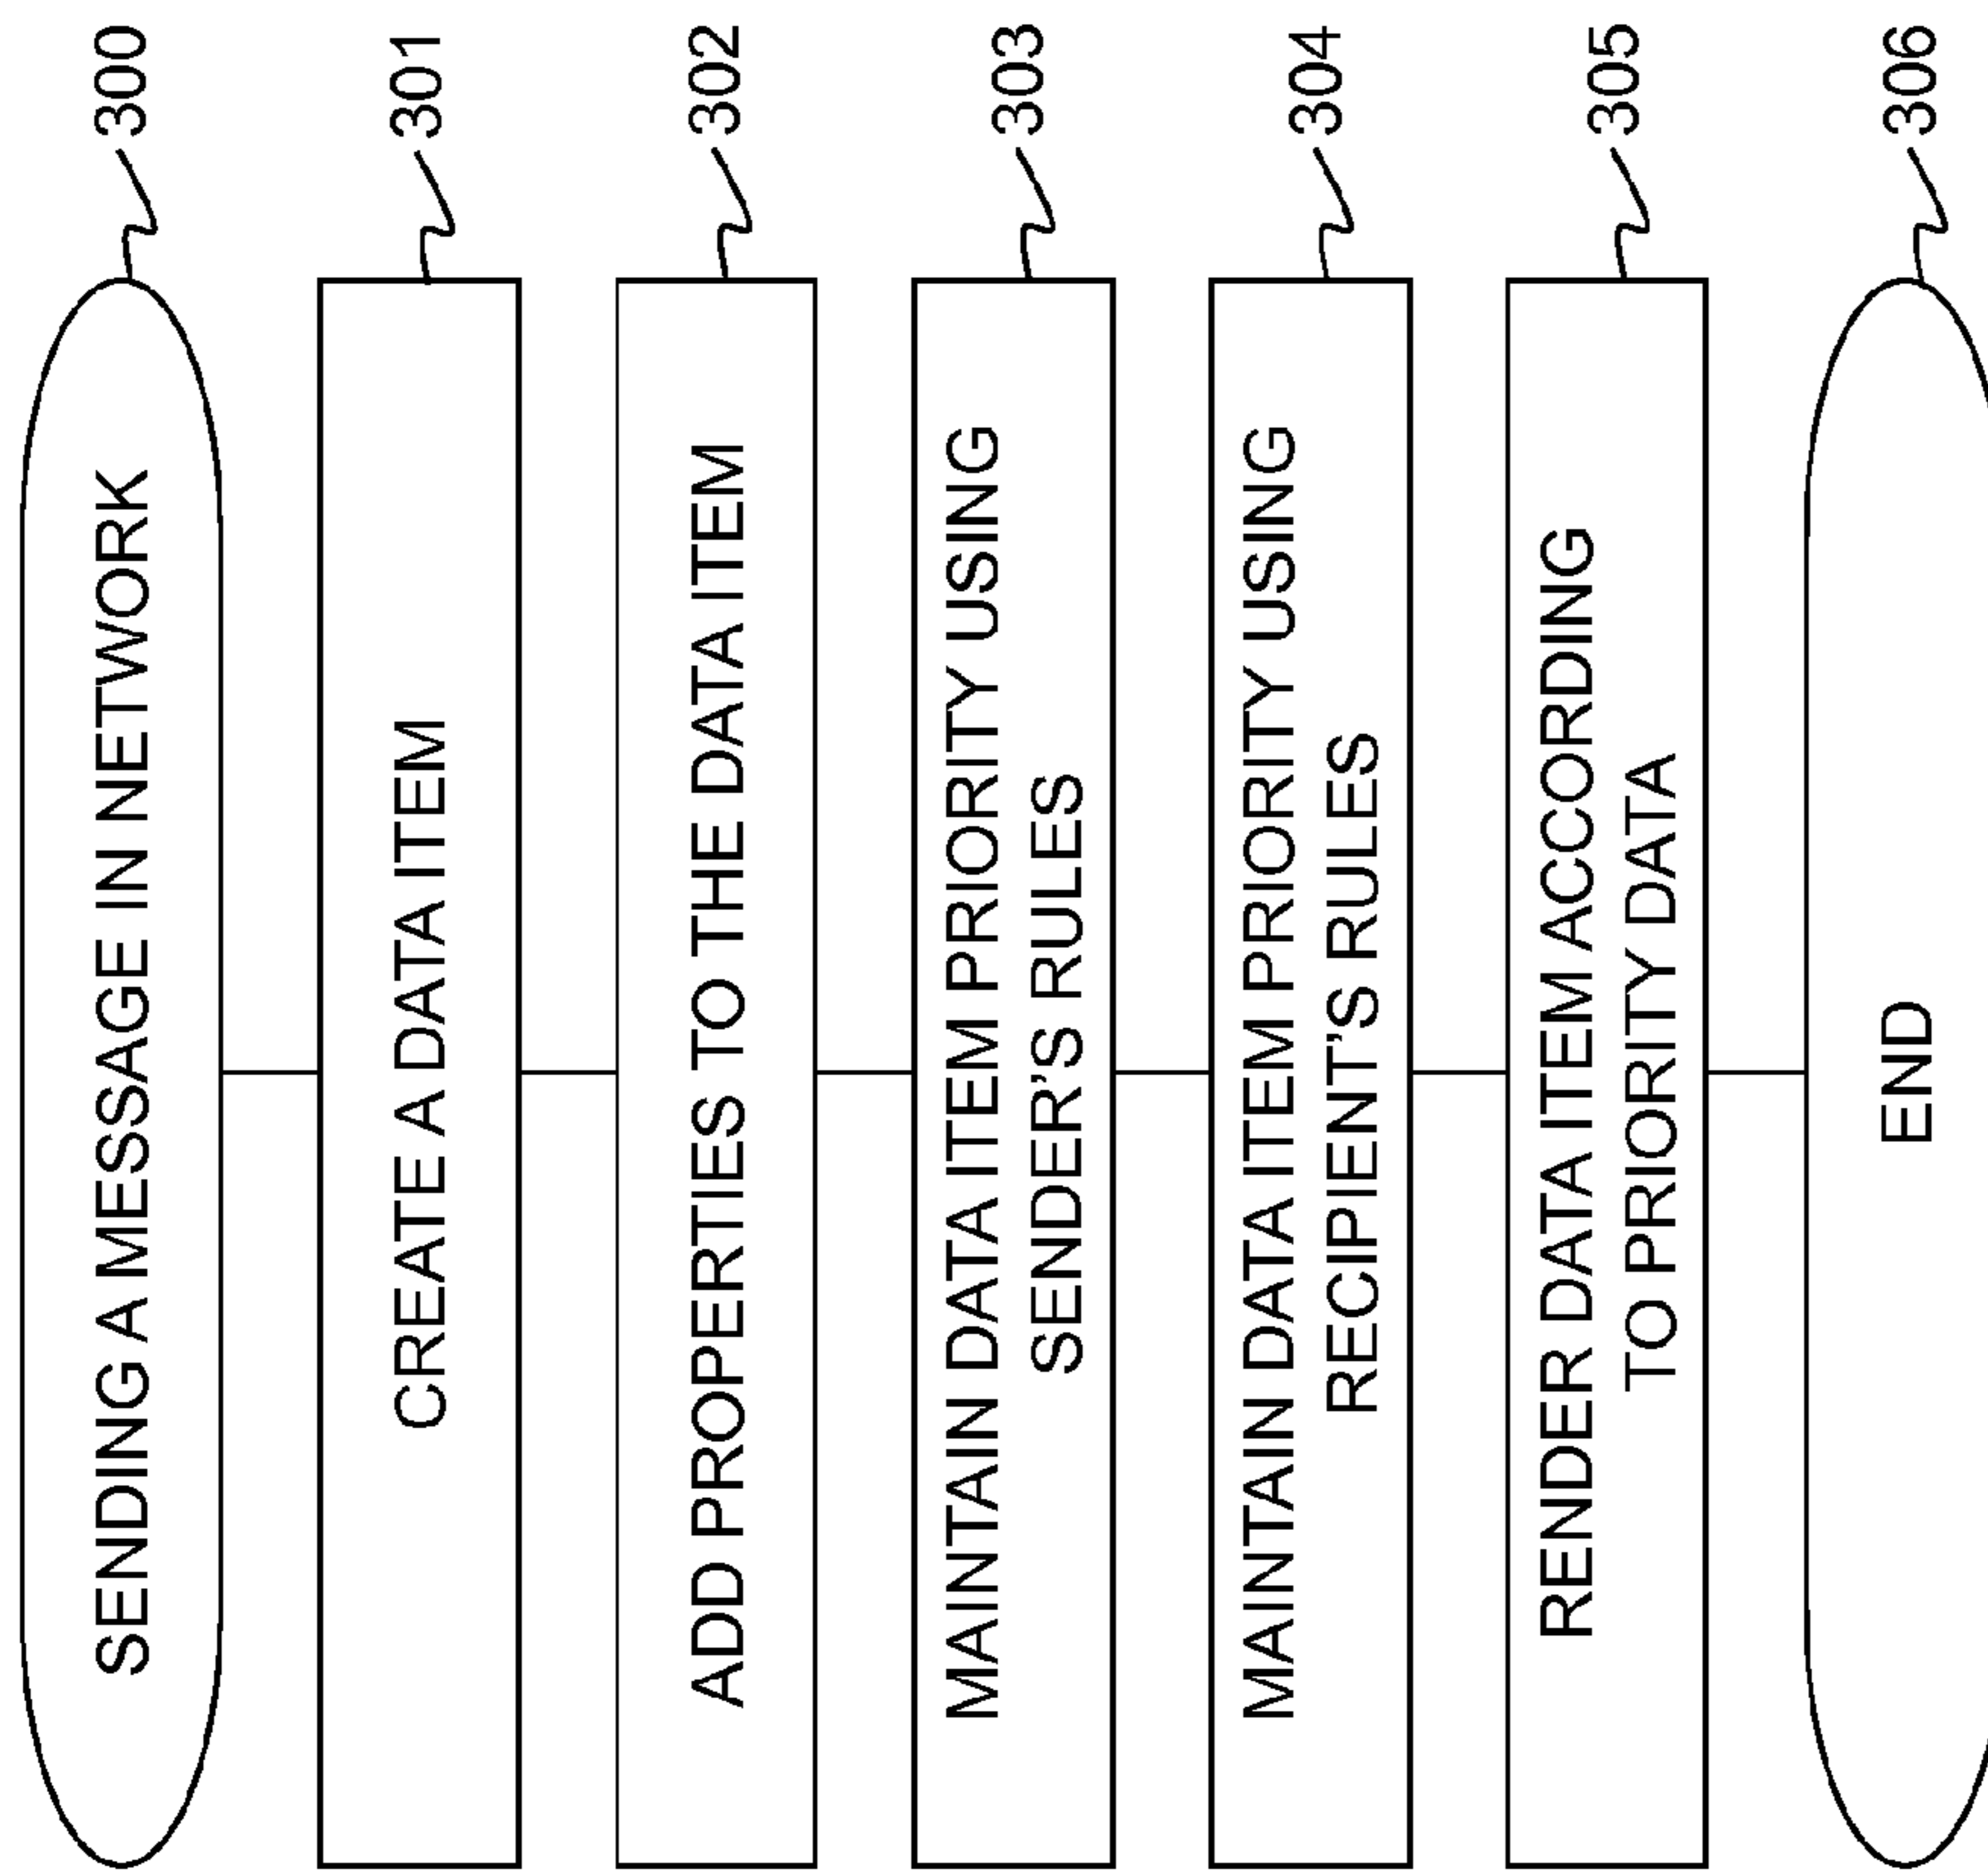 SENDING A MESSAGE IN NETWORK
300
CREATE A DATA ITEM
301
ADD PROPERTIES TO THE DATA ITEM
302
MAINTAIN DATA ITEM PRIORITY USING
SENDER'S RULES
303
MAINTAIN DATA ITEM PRIORITY USING
RECIPIENT'S RULES
304
RENDER DATA ITEM ACCORDING
TO PRIORITY DATA
305
END
306